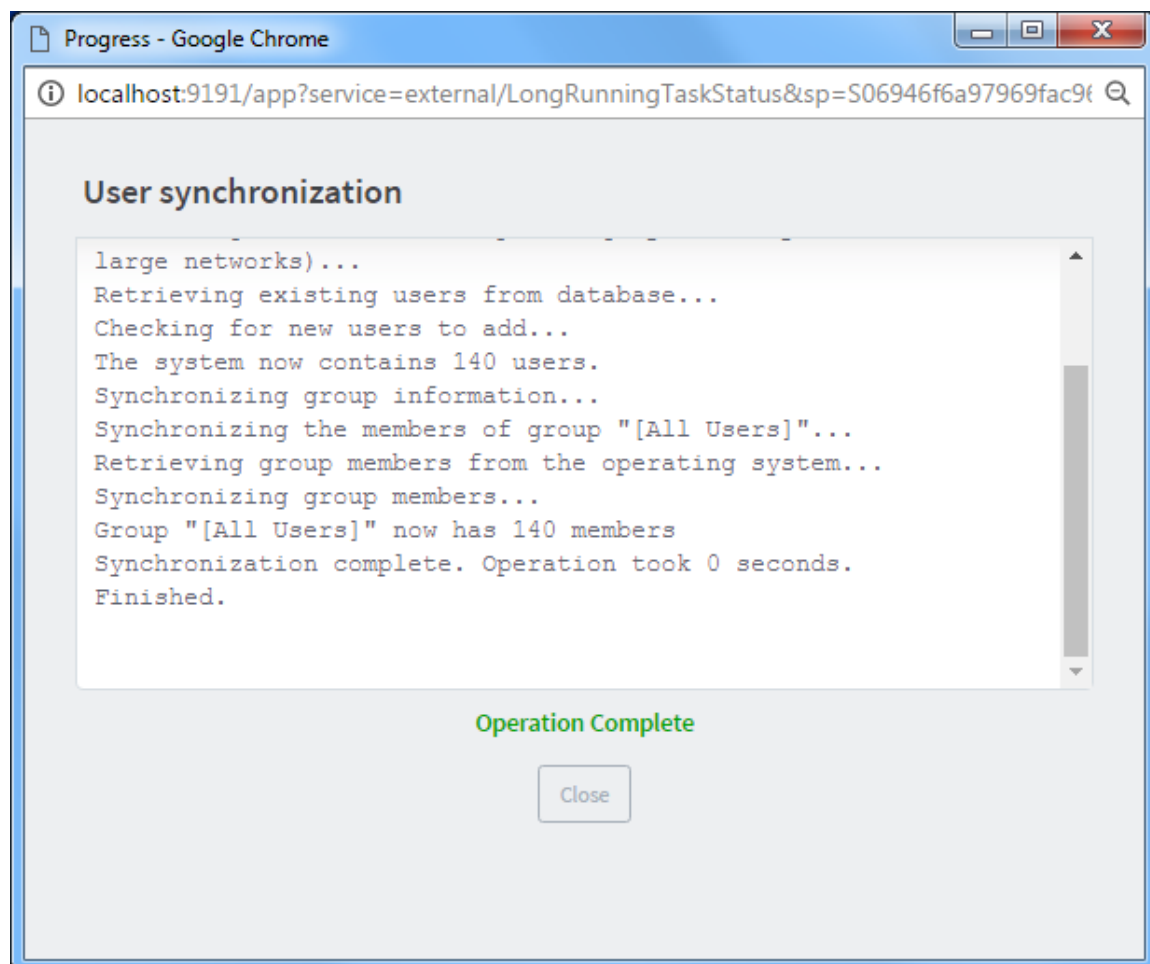 Progress - Google Chrome
localhost:9191/app?service=external/LongRunningTaskStatus&sp=S06946f6a97969fac96
User synchronization
large networks)...
Retrieving existing users from database...
Checking for new users to add...
The system now contains 140 users.
Synchronizing group information...
Synchronizing the members of group "[All Users]"...
Retrieving group members from the operating system...
Synchronizing group members...
Group "[All Users]" now has 140 members
Synchronization complete. Operation took 0 seconds.
Finished.
Operation Complete
Close